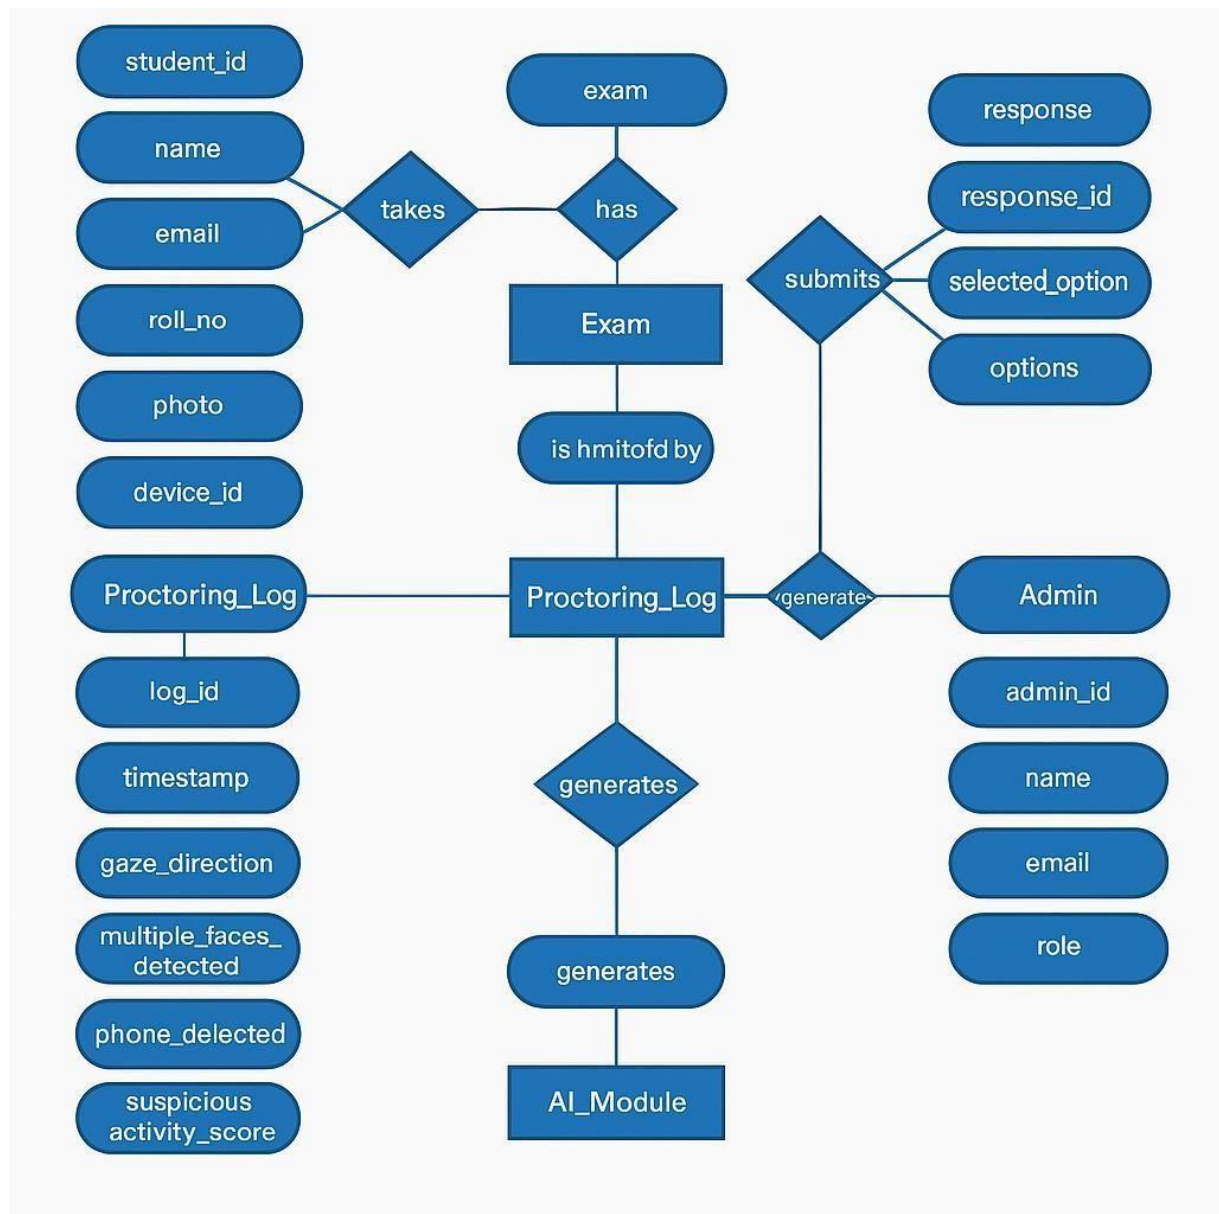 student_id
name
email
roll_no
photo
device_id
Proctoring_Log
log_id
timestamp
gaze_direction
multiple_faces_
detected
phone_delected
suspicious
activity_score
takes
exam
has
Exam
is hmitofd by
Proctoring_Log
generates
generates
AI_Module
submits
generate
response
response_id
selected_option
options
Admin
admin_id
name
email
role